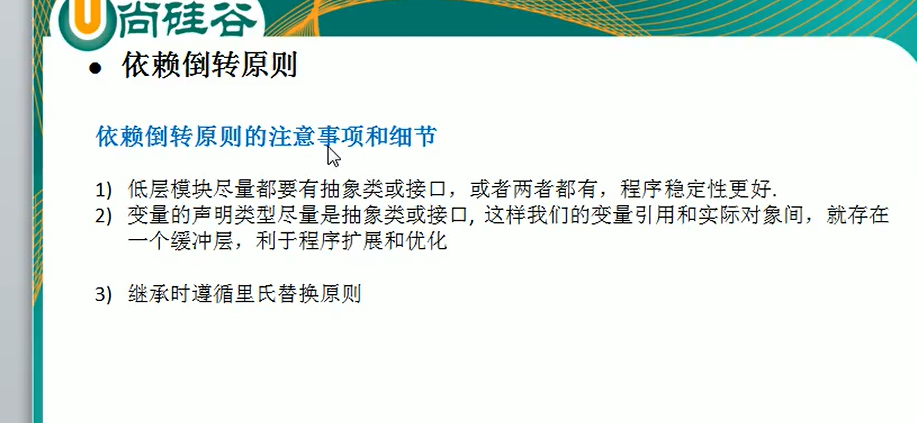 尚硅谷
● 依赖倒转原则
依赖倒转原则的注意事项和细节
1) 低层模块尽量都要有抽象类或接口，或者两者都有，程序稳定性更好.
2) 变量的声明类型尽量是抽象类或接口, 这样我们的变量引用和实际对象间，就存在
一个缓冲层，利于程序扩展和优化
3) 继承时遵循里氏替换原则